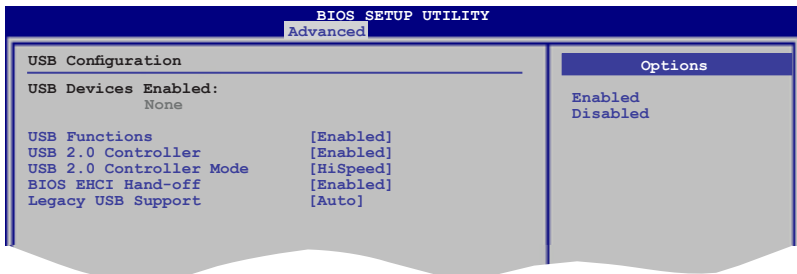 BIOS SETUP UTILITY
Advanced
USB Configuration
USB Devices Enabled:
None
USB Functions [Enabled]
USB 2.0 Controller [Enabled]
USB 2.0 Controller Mode [HiSpeed]
BIOS EHCI Hand-off [Enabled]
Legacy USB Support [Auto]
Options
Enabled
Disabled